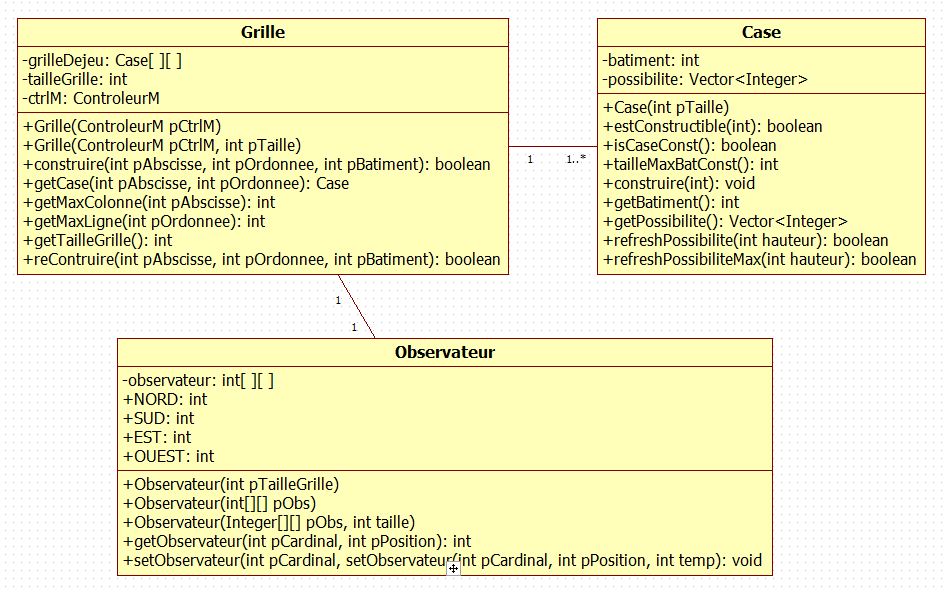 Grille
-grilleDejeu: Case[ ][ ]
-tailleGrille: int
-ctrlM: ControleurM
+Grille(ControleurM pCtrlM)
+Grille(ControleurM pCtrlM, int pTaille)
+construire(int pAbscisse, int pOrdonnee, int pBatiment): boolean
+getCase(int pAbscisse, int pOrdonnee): Case
+getMaxColonne(int pAbscisse): int
+getMaxLigne(int pOrdonnee): int
+getTailleGrille(): int
+reContruire(int pAbscisse, int pOrdonnee, int pBatiment): boolean
1
1..*
Case
-batiment: int
-possibilite: Vector<Integer>
+Case(int pTaille)
+estConstructible(int): boolean
+isCaseConst(): boolean
+tailleMaxBatConst(): int
+construire(int): void
+getBatiment(): int
+getPossibilite(): Vector<Integer>
+refreshPossibilite(int hauteur): boolean
+refreshPossibiliteMax(int hauteur): boolean
1
1
Observateur
-observateur: int[ ][ ]
+NORD: int
+SUD: int
+EST: int
+OUEST: int
+Observateur(int pTailleGrille)
+Observateur(int[][] pObs)
+Observateur(Integer[][] pObs, int taille)
+getObservateur(int pCardinal, int pPosition): int
+setObservateur(int pCardinal, setObservateur(int pCardinal, int pPosition, int temp): void